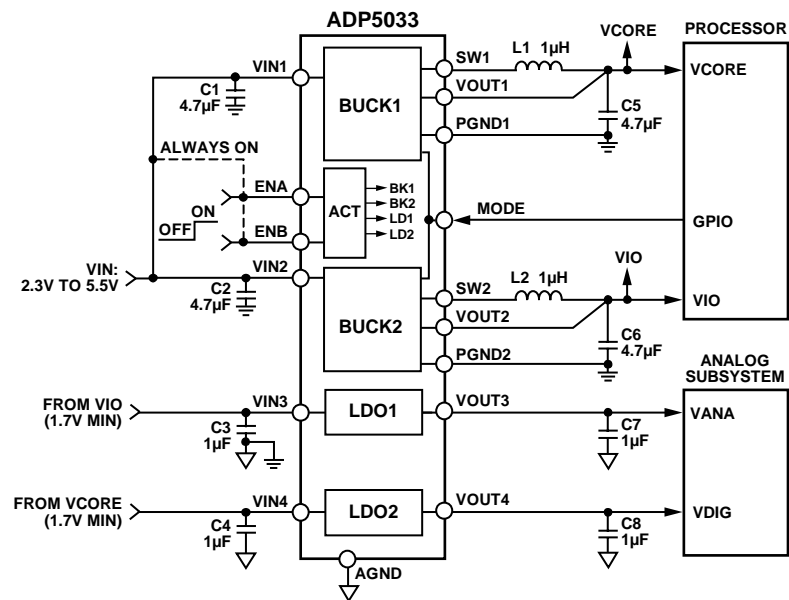 ADP5033
PROCESSOR
VIN1
C1
4.7µF
BUCK1
SW1
L1 1µH
VCORE
VOUT1
PGND1
C5
4.7µF
VCORE
ALWAYS ON
ENA
ON
OFF
ENB
ACT
BK1
BK2
LD1
LD2
MODE
GPIO
VIN:
2.3V TO 5.5V
VIN2
C2
4.7µF
BUCK2
SW2
L2 1µH
VIO
VOUT2
PGND2
C6
4.7µF
VIO
ANALOG
SUBSYSTEM
FROM VIO
(1.7V MIN)
VIN3
C3
1µF
LDO1
VOUT3
C7
1µF
VANA
FROM VCORE
(1.7V MIN)
VIN4
C4
1µF
LDO2
VOUT4
C8
1µF
VDIG
AGND